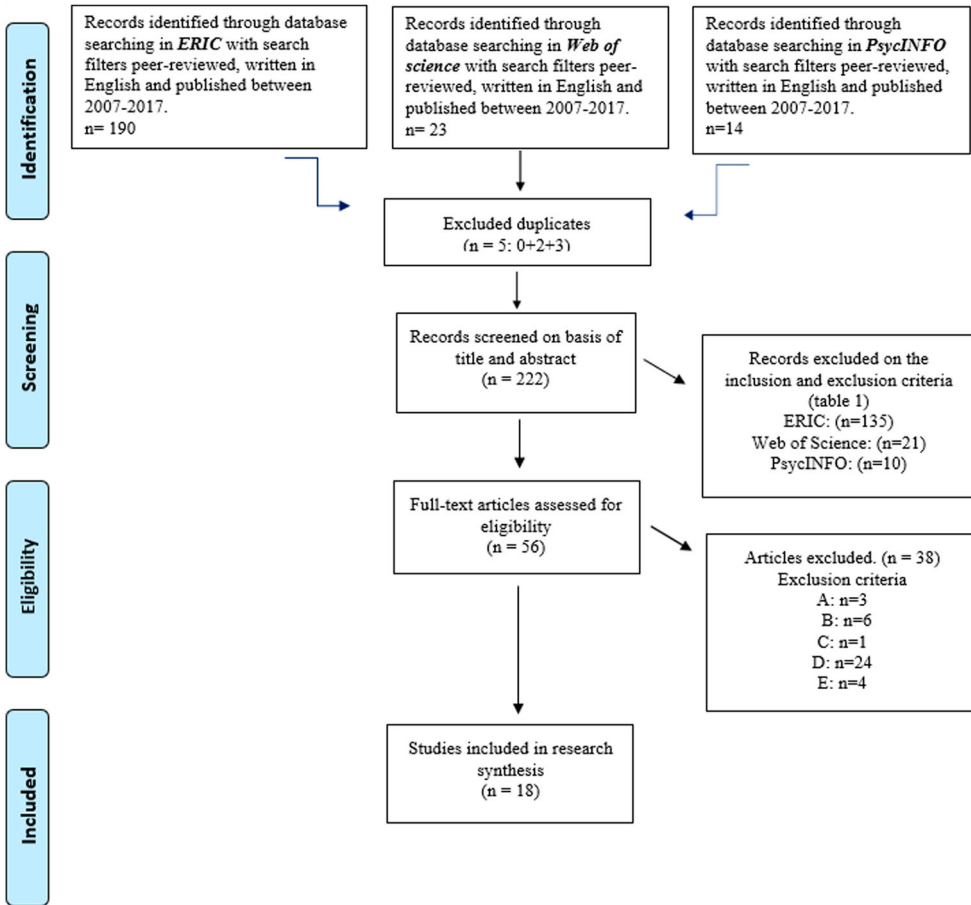 Identification
Records identified through database
searching in ERIC with search
filters peer-reviewed, written in
English and published between
2007-2017.
n= 190
Records identified through
database searching in Web of
science with search filters peer-
reviewed, written in English and
published between 2007-2017.
n= 23
Records identified through
database searching in PsycINFO
with search filters peer-reviewed,
written in English and published
between 2007-2017.
n=14
Excluded duplicates
(n = 5: 0+2+3)
Screening
Records screened on basis of
title and abstract
(n = 222)
Records excluded on the
inclusion and exclusion criteria
(table 1)
ERIC: (n=135)
Web of Science: (n=21)
PsycINFO: (n=10)
Eligibility
Full-text articles assessed for
eligibility
(n = 56)
Articles excluded. (n = 38)
Exclusion criteria
A: n=3
B: n=6
C: n=1
D: n=24
E: n=4
Included
Studies included in research
synthesis
(n = 18)